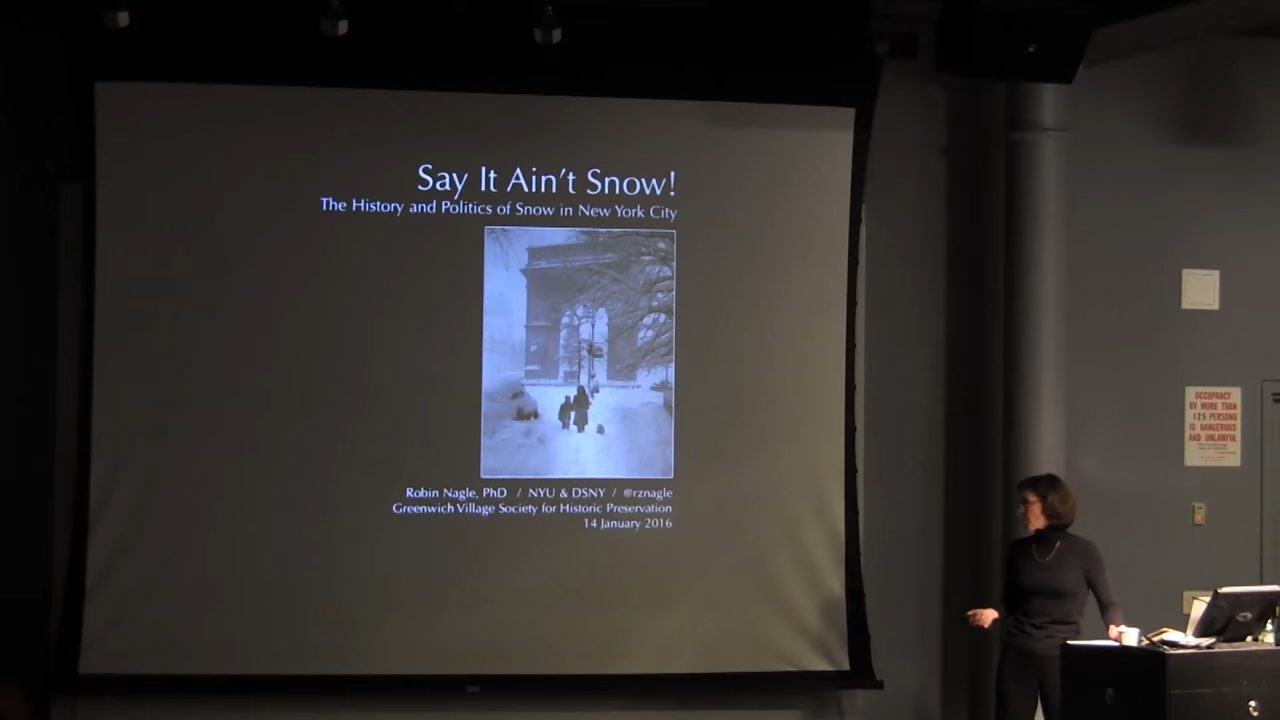 Say It Ain't Snow!
The History and Politics of Snow in New York City
Robin Nagle, PhD / NYU & DSNY / @rznagle
Greenwich Village Society for Historic Preservation
14 January 2016
OCCUPANCY
BY MORE THAN
125 PERSONS
IS DANGEROUS
AND UNLAWFUL